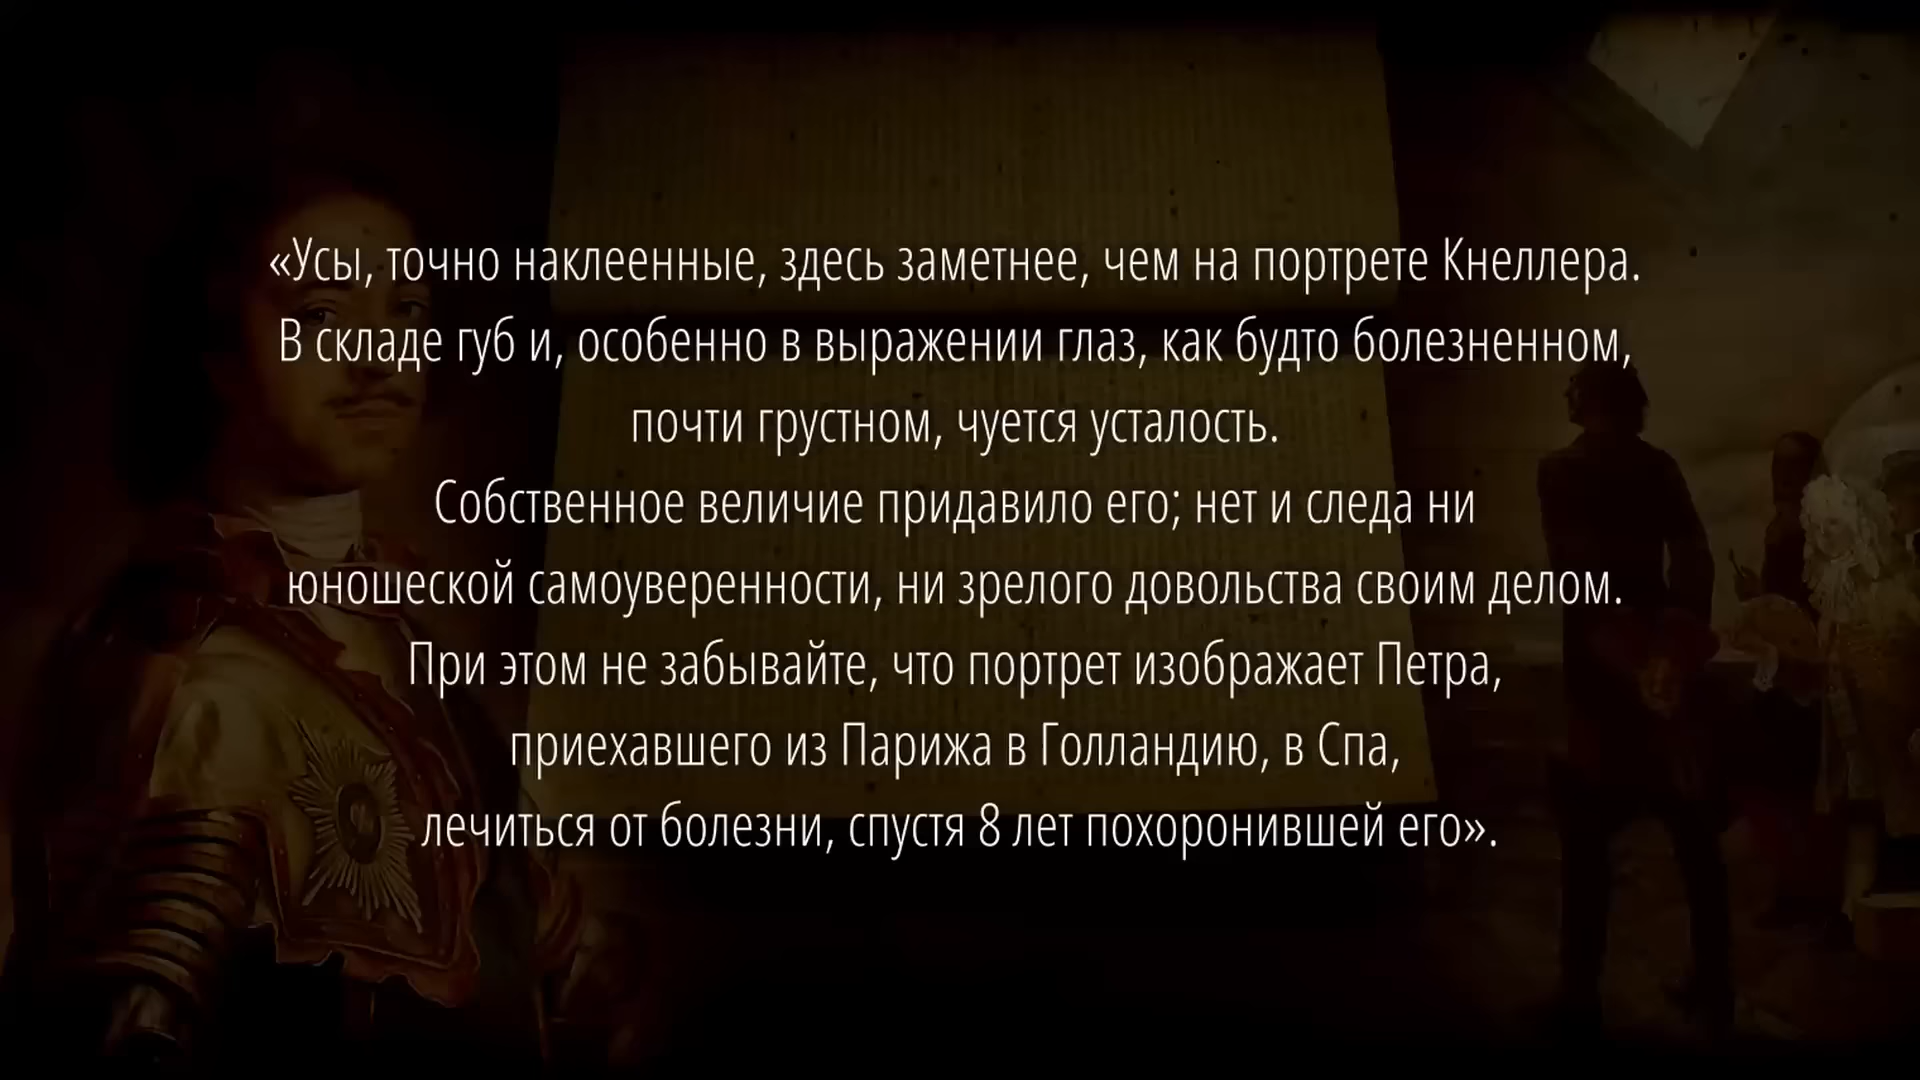 «Усы, точно наклеенные, здесь заметнее, чем на портрете Кнеллера.
В складе губ и, особенно в выражении глаз, как будто болезненном,
почти грустном, чуется усталость.
Собственное величие придавило его; нет и следа ни
юношеской самоуверенности, ни зрелого довольства своим делом.
При этом не забывайте, что портрет изображает Петра,
приехавшего из Парижа в Голландию, в Спа,
лечиться от болезни, спустя 8 лет похоронившей его».